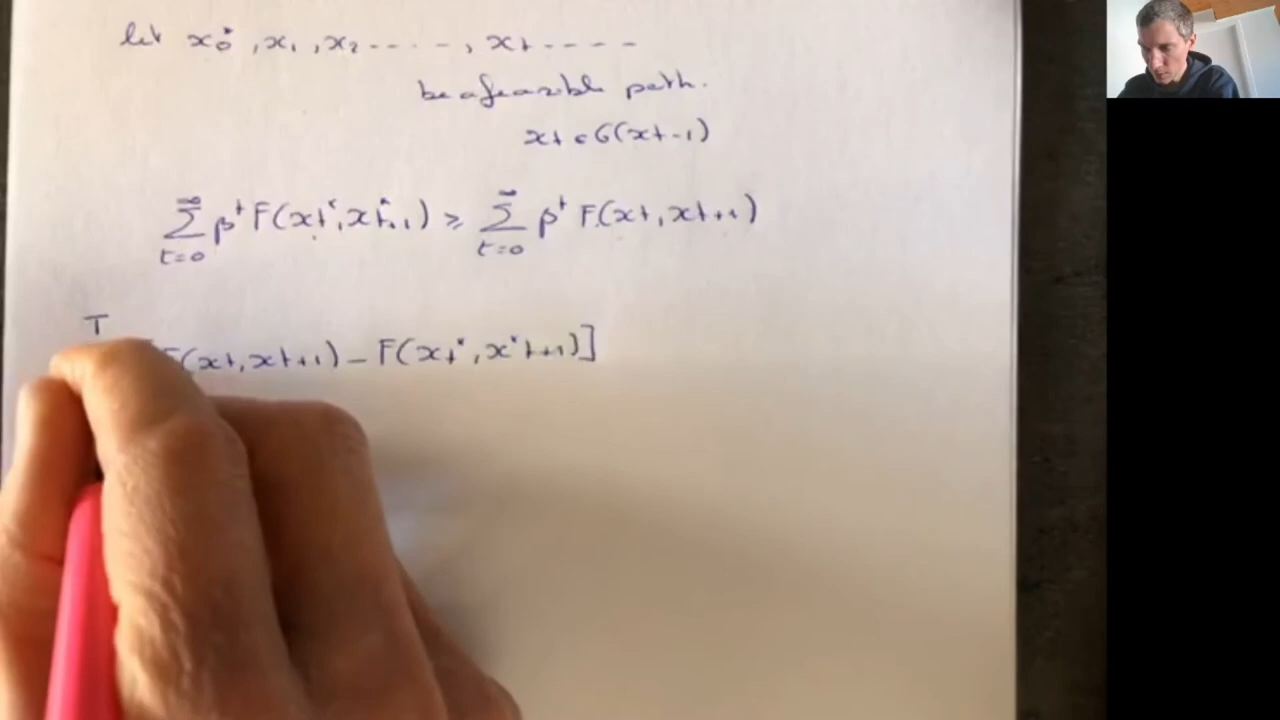 let x₀*, x₁, x₂ ----, xt ----
be a feasible path.
xt ∈ G(xt-1)
∞ Σ t=0 βᵗ F(xt*, xt*+1) ≥ ∞ Σ t=0 βᵗ F(xt, xt+1)
T [F(xt, xt+1) - F(xt*, x*t+1)]